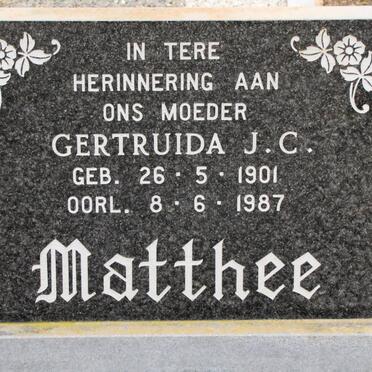 IN TERE
HERINNERING AAN
ONS MOEDER
GERTRUIDA J.C.
GEB. 26·5·1901
OORL. 8·6·1987
Matthee